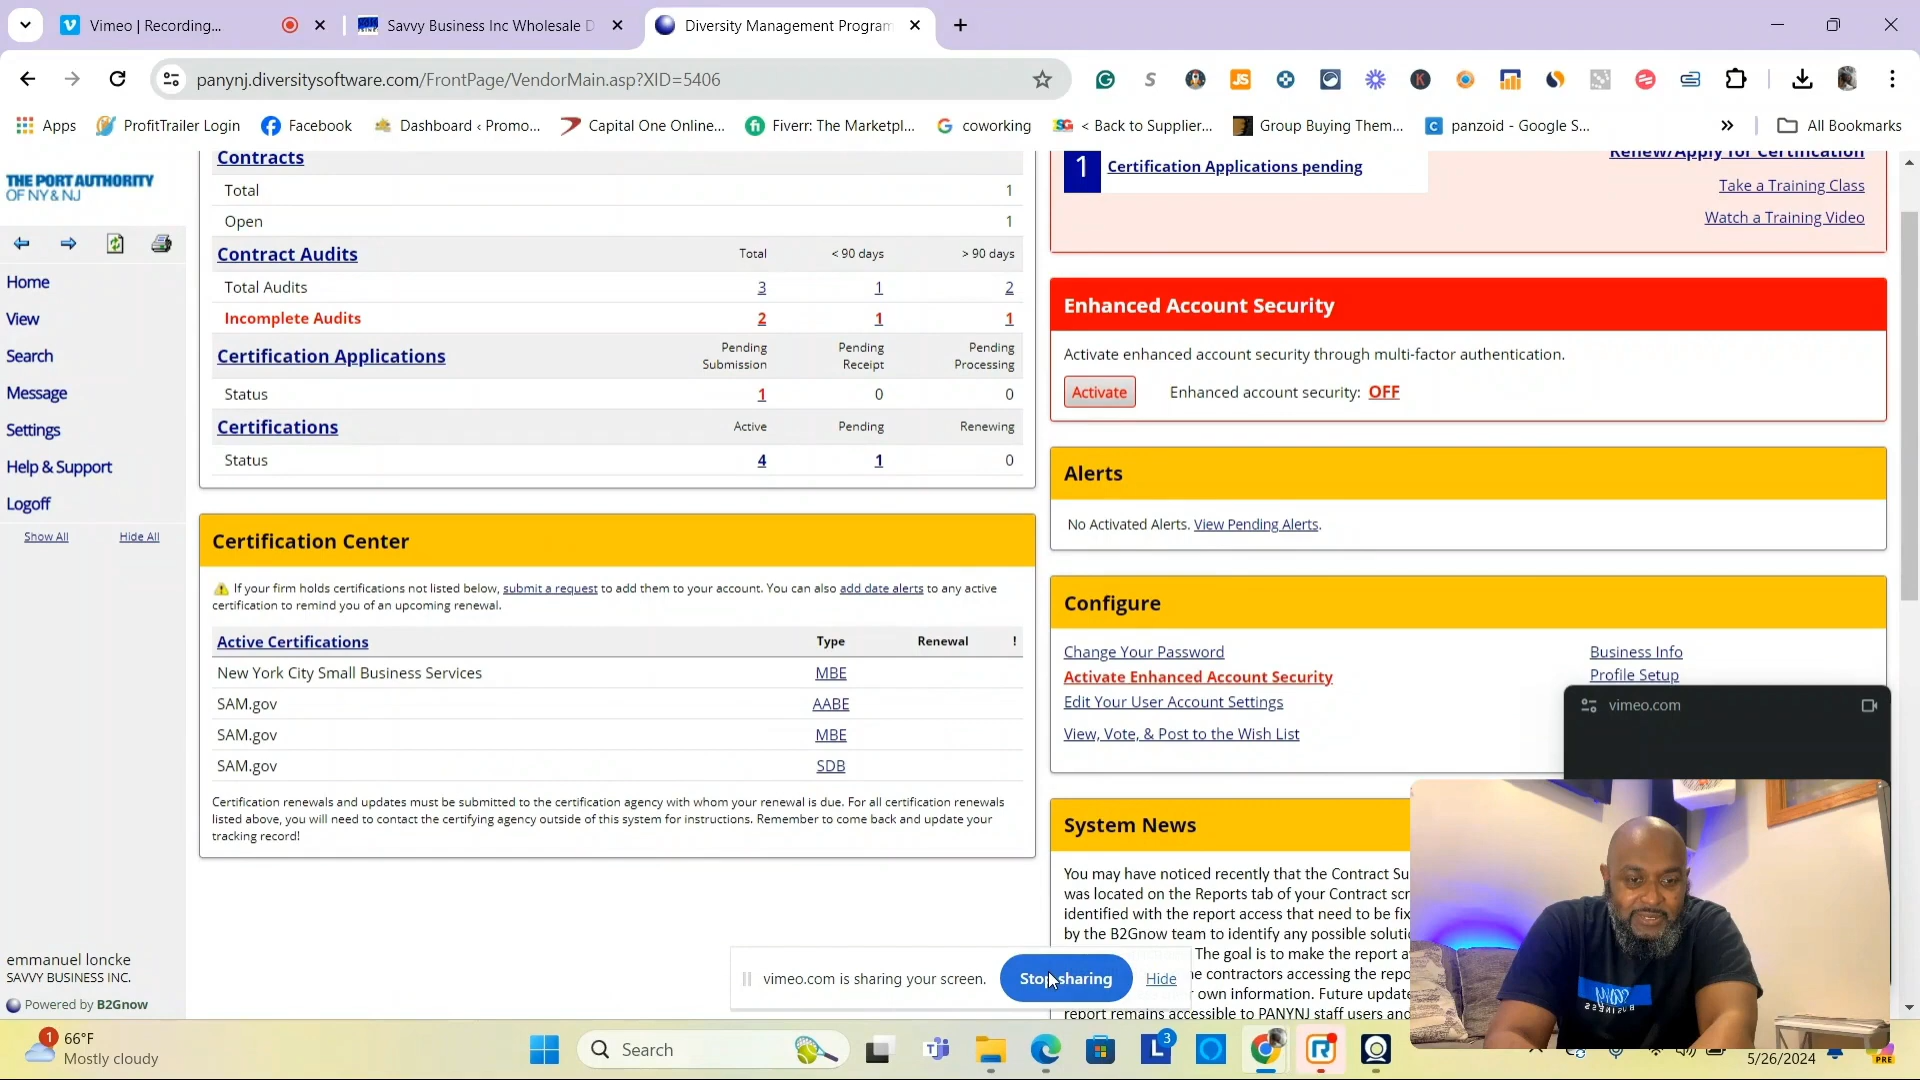 Vimeo | Recording...
Savvy Business Inc Wholesale D
Diversity Management Program
panynj.diversitysoftware.com/FrontPage/VendorMain.asp?XID=5406
Apps
ProfitTrailer Login
Facebook
Dashboard ‹ Promo...
Capital One Online...
Fiverr: The Marketpl...
coworking
< Back to Supplier...
Group Buying Them...
panzoid - Google S...
All Bookmarks
THE PORT AUTHORITY
OF NY & NJ
Home
View
Search
Message
Settings
Help & Support
Logoff
Show All
Hide All
emmanuel loncke
SAVVY BUSINESS INC.
Powered by B2Gnow
Contracts
Total 1
Open 1
Contract Audits Total < 90 days > 90 days
Total Audits 3 1 2
Incomplete Audits 2 1 1
Certification Applications Pending Submission Pending Receipt Pending Processing
Status 1 0 0
Certifications Active Pending Renewing
Status 4 1 0
Certification Center
If your firm holds certifications not listed below, submit a request to add them to your account. You can also add date alerts to any active
certification to remind you of an upcoming renewal.
Active Certifications Type Renewal !
New York City Small Business Services MBE
SAM.gov AABE
SAM.gov MBE
SAM.gov SDB
Certification renewals and updates must be submitted to the certification agency with whom your renewal is due. For all certification renewals
listed above, you will need to contact the certifying agency outside of this system for instructions. Remember to come back and update your
tracking record!
1 Certification Applications pending
Renew/Apply for Certification
Take a Training Class
Watch a Training Video
Enhanced Account Security
Activate enhanced account security through multi-factor authentication.
Activate Enhanced account security: OFF
Alerts
No Activated Alerts. View Pending Alerts.
Configure
Change Your Password
Activate Enhanced Account Security
Edit Your User Account Settings
View, Vote, & Post to the Wish List
Business Info
Profile Setup
vimeo.com
System News
You may have noticed recently that the Contract Su
was located on the Reports tab of your Contract scr
identified with the report access that need to be fix
by the B2Gnow team to identify any possible solutio
The goal is to make the report a
e contractors accessing the repo
own information. Future update
report remains accessible to PANYNJ staff users and
vimeo.com is sharing your screen.
Stop sharing
Hide
1
66°F
Mostly cloudy
Search
3
5/26/2024
PRE